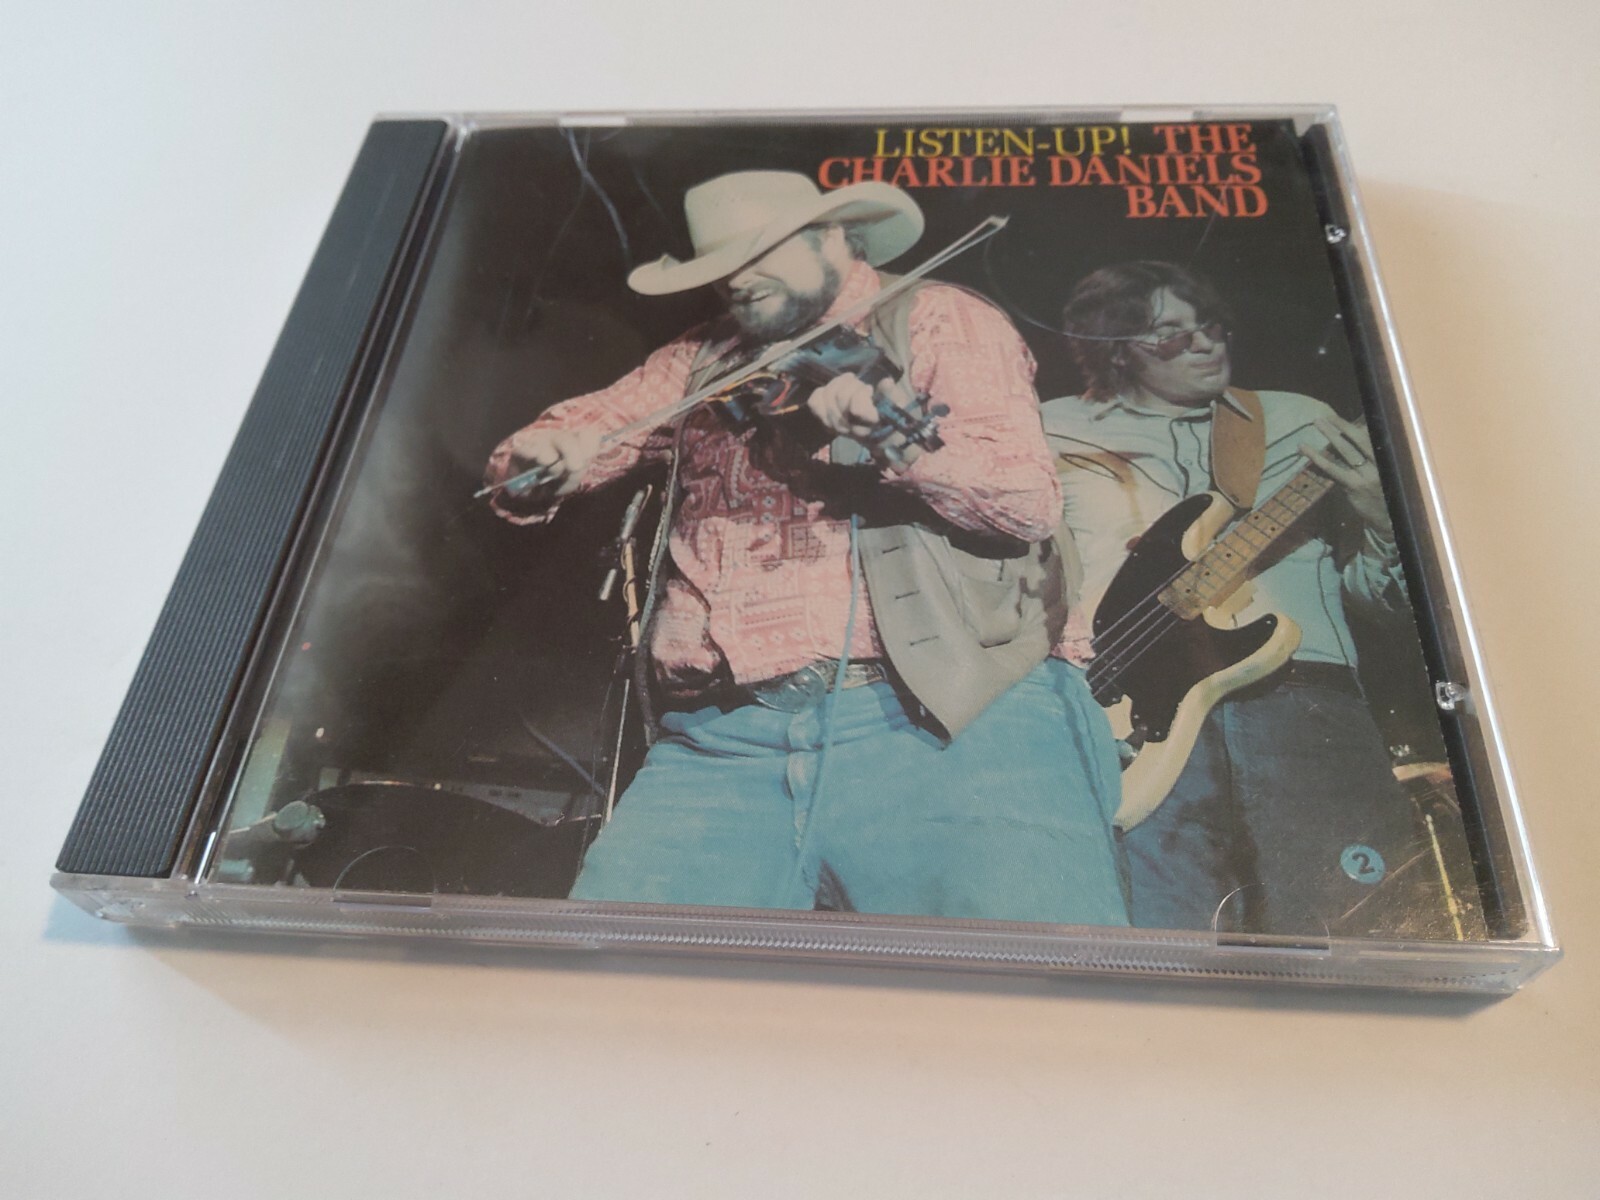 LISTEN-UP! THE
CHARLIE DANIELS
BAND
2